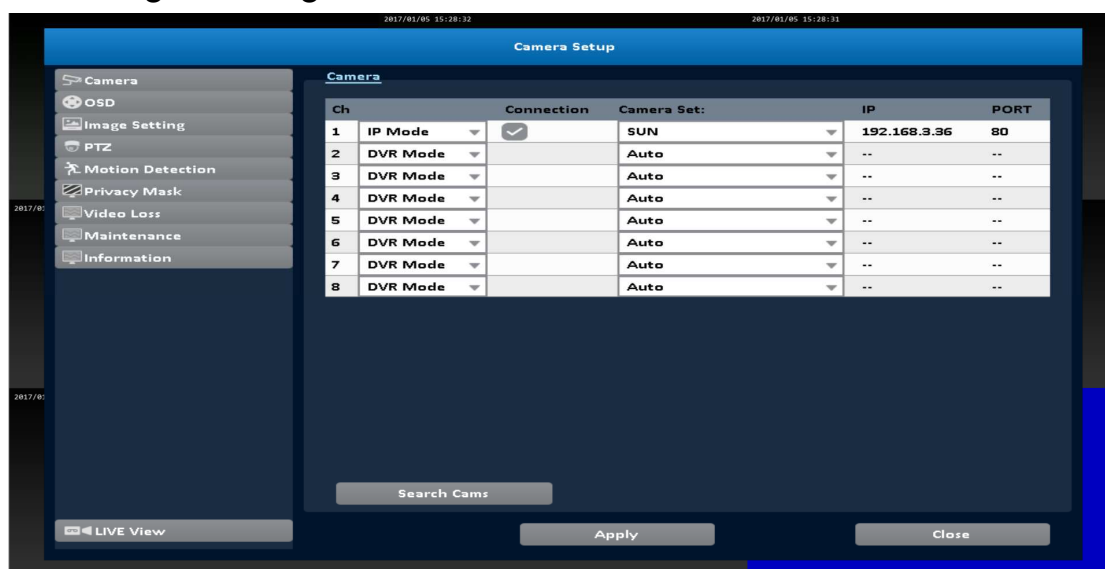 2017/01/05 15:28:32 2017/01/05 15:28:31
Camera Setup
Camera
OSD
Image Setting
PTZ
Motion Detection
Privacy Mask
Video Loss
Maintenance
Information
LIVE View
Camera
Ch Connection Camera Set: IP PORT
1 IP Mode SUN 192.168.3.36 80
2 DVR Mode Auto -- --
3 DVR Mode Auto -- --
4 DVR Mode Auto -- --
5 DVR Mode Auto -- --
6 DVR Mode Auto -- --
7 DVR Mode Auto -- --
8 DVR Mode Auto -- --
Search Cams
Apply Close
2017/01
2017/01